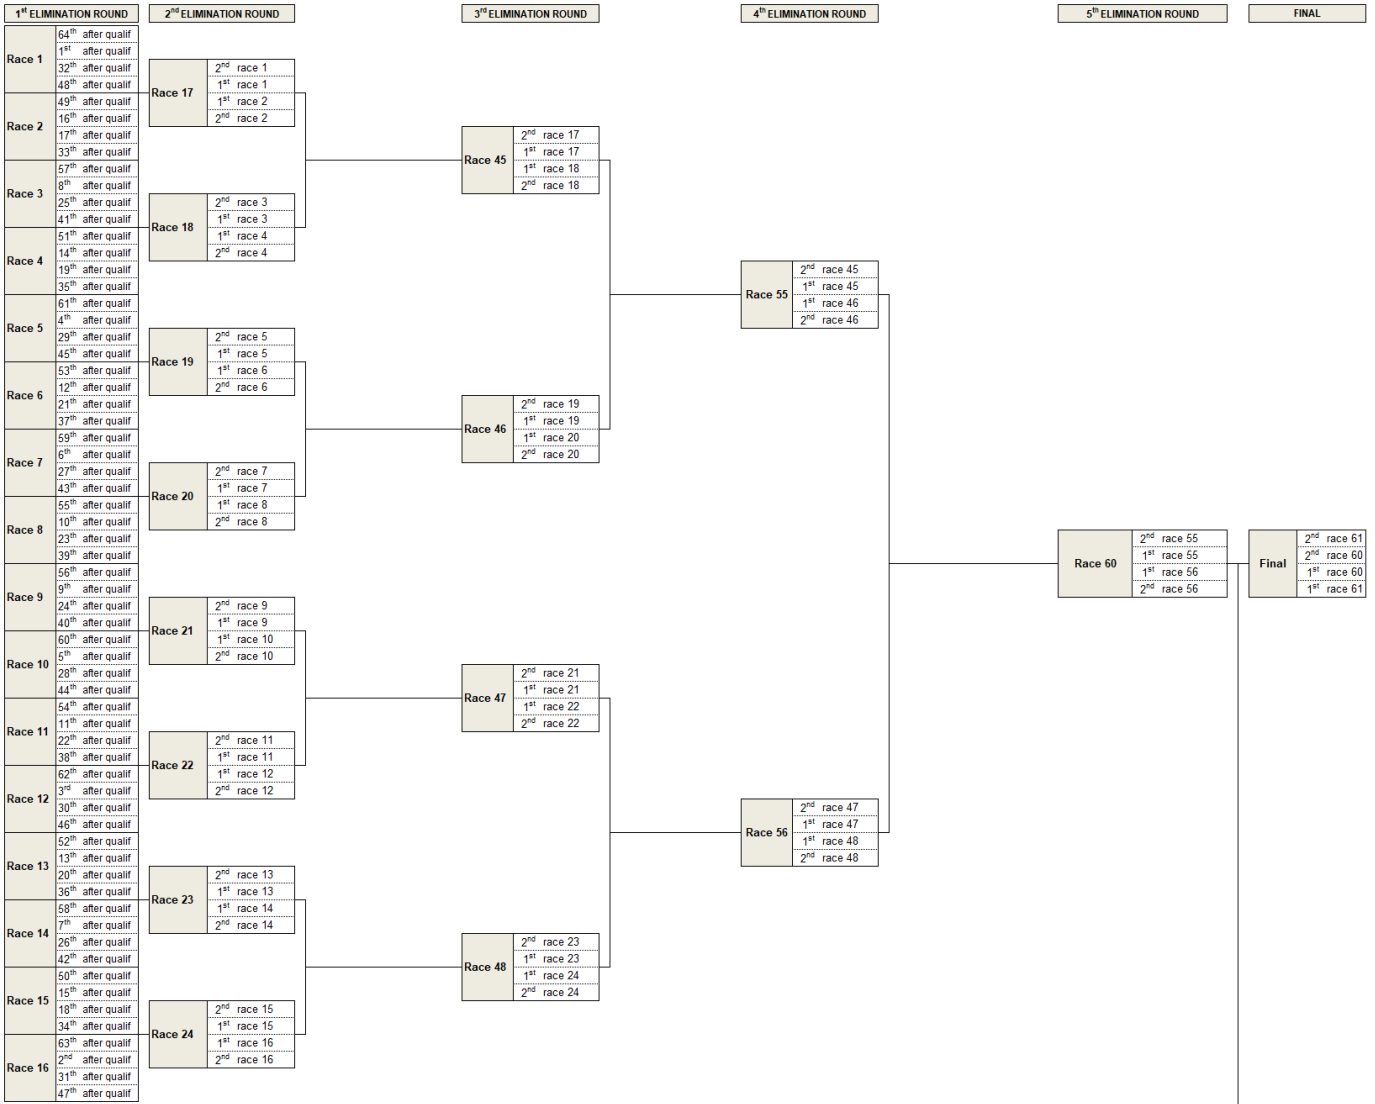 1st ELIMINATION ROUND
2nd ELIMINATION ROUND
3rd ELIMINATION ROUND
4th ELIMINATION ROUND
5th ELIMINATION ROUND
FINAL
Race 1
64th after qualif
1st after qualif
32th after qualif
48th after qualif
Race 2
49th after qualif
16th after qualif
17th after qualif
33th after qualif
Race 3
57th after qualif
8th after qualif
25th after qualif
41th after qualif
Race 4
51th after qualif
14th after qualif
19th after qualif
35th after qualif
Race 5
61th after qualif
4th after qualif
29th after qualif
45th after qualif
Race 6
53th after qualif
12th after qualif
21th after qualif
37th after qualif
Race 7
59th after qualif
6th after qualif
27th after qualif
43th after qualif
Race 8
55th after qualif
10th after qualif
23th after qualif
39th after qualif
Race 9
56th after qualif
9th after qualif
24th after qualif
40th after qualif
Race 10
60th after qualif
5th after qualif
28th after qualif
44th after qualif
Race 11
54th after qualif
11th after qualif
22th after qualif
38th after qualif
Race 12
62th after qualif
3rd after qualif
30th after qualif
46th after qualif
Race 13
52th after qualif
13th after qualif
20th after qualif
36th after qualif
Race 14
58th after qualif
7th after qualif
26th after qualif
42th after qualif
Race 15
50th after qualif
15th after qualif
18th after qualif
34th after qualif
Race 16
63th after qualif
2nd after qualif
31th after qualif
47th after qualif
Race 17
2nd race 1
1st race 1
1st race 2
2nd race 2
Race 18
2nd race 3
1st race 3
1st race 4
2nd race 4
Race 19
2nd race 5
1st race 5
1st race 6
2nd race 6
Race 20
2nd race 7
1st race 7
1st race 8
2nd race 8
Race 21
2nd race 9
1st race 9
1st race 10
2nd race 10
Race 22
2nd race 11
1st race 11
1st race 12
2nd race 12
Race 23
2nd race 13
1st race 13
1st race 14
2nd race 14
Race 24
2nd race 15
1st race 15
1st race 16
2nd race 16
Race 45
2nd race 17
1st race 17
1st race 18
2nd race 18
Race 46
2nd race 19
1st race 19
1st race 20
2nd race 20
Race 47
2nd race 21
1st race 21
1st race 22
2nd race 22
Race 48
2nd race 23
1st race 23
1st race 24
2nd race 24
Race 55
2nd race 45
1st race 45
1st race 46
2nd race 46
Race 56
2nd race 47
1st race 47
1st race 48
2nd race 48
Race 60
2nd race 55
1st race 55
1st race 56
2nd race 56
Final
2nd race 61
2nd race 60
1st race 60
1st race 61